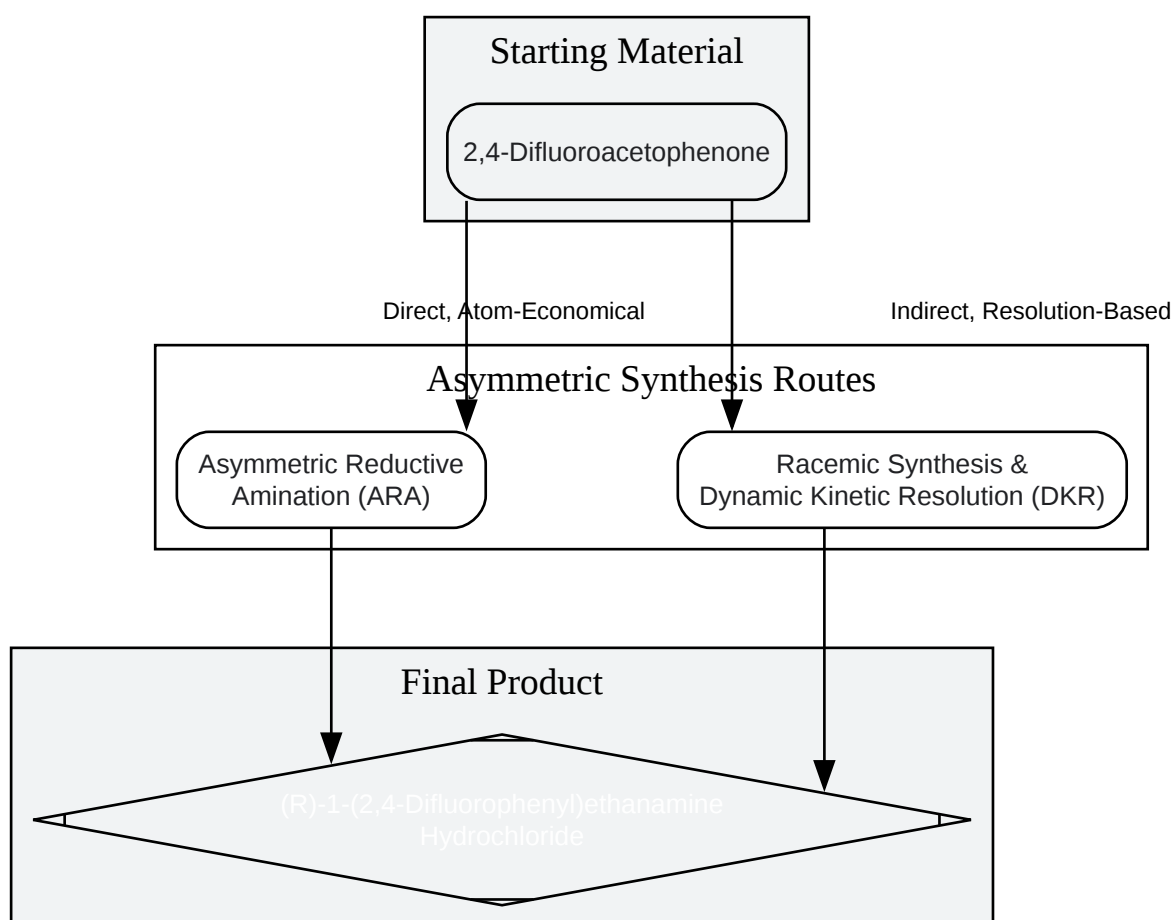 Starting Material
2,4-Difluoroacetophenone
Direct, Atom-Economical
Indirect, Resolution-Based
Asymmetric Synthesis Routes
Asymmetric Reductive
Amination (ARA)
Racemic Synthesis &
Dynamic Kinetic Resolution (DKR)
Final Product
(R)-1-(2,4-Difluorophenyl)ethanamine
Hydrochloride